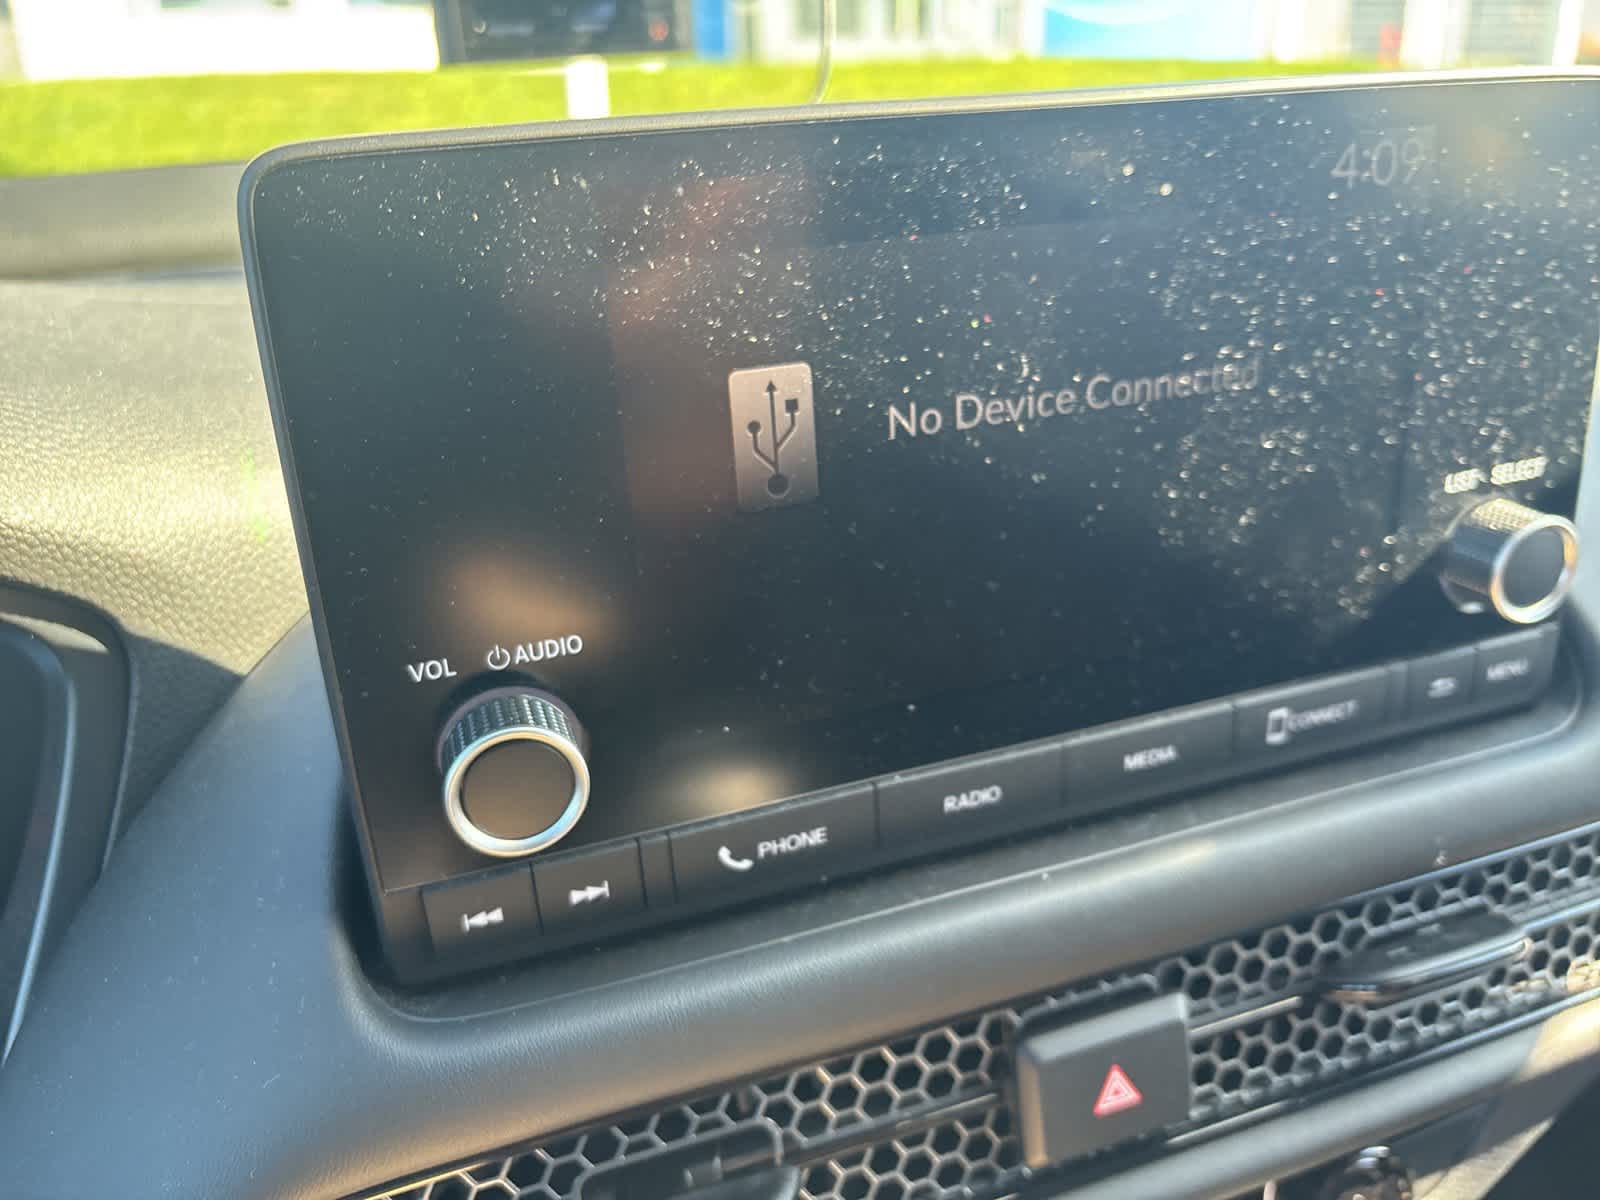 4:09
No Device Connected
LIST · SELECT
VOL
AUDIO
PHONE
RADIO
MEDIA
CONNECT
MENU